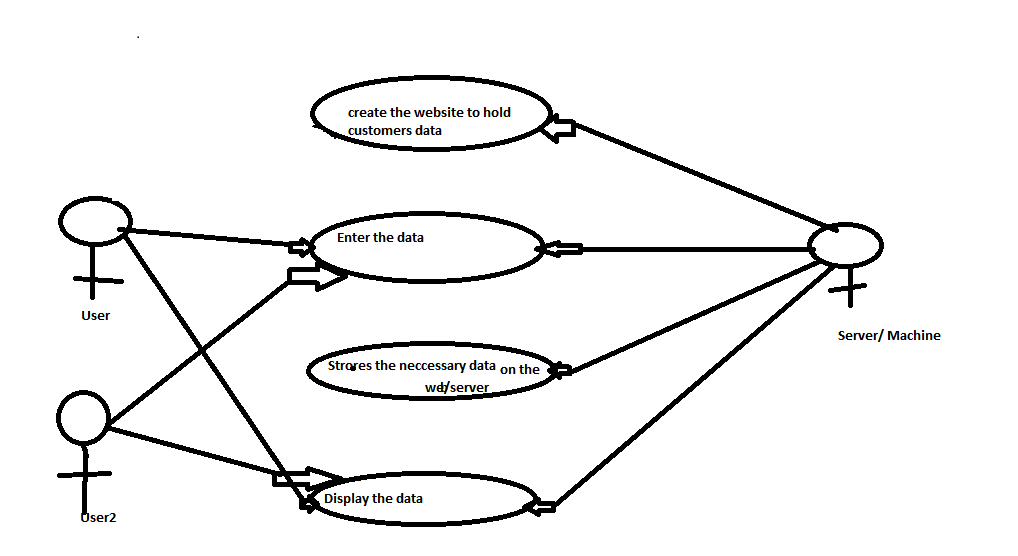 create the website to hold
customers data
Enter the data
User
Server/ Machine
Strores the neccessary data on the
web/server
Display the data
User2